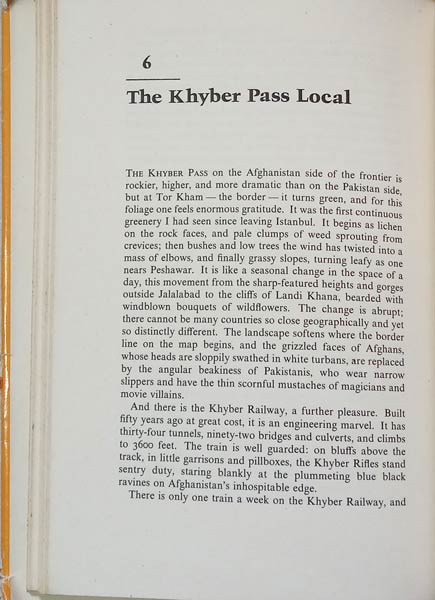 6
The Khyber Pass Local
THE KHYBER PASS on the Afghanistan side of the frontier is
rockier, higher, and more dramatic than on the Pakistan side,
but at Tor Kham — the border — it turns green, and for this
foliage one feels enormous gratitude. It was the first continuous
greenery I had seen since leaving Istanbul. It begins as lichen
on the rock faces, and pale clumps of weed sprouting from
crevices; then bushes and low trees the wind has twisted into a
mass of elbows, and finally grassy slopes, turning leafy as one
nears Peshawar. It is like a seasonal change in the space of a
day, this movement from the sharp-featured heights and gorges
outside Jalalabad to the cliffs of Landi Khana, bearded with
windblown bouquets of wildflowers. The change is abrupt;
there cannot be many countries so close geographically and yet
so distinctly different. The landscape softens where the border
line on the map begins, and the grizzled faces of Afghans,
whose heads are sloppily swathed in white turbans, are replaced
by the angular beakiness of Pakistanis, who wear narrow
slippers and have the thin scornful mustaches of magicians and
movie villains.
And there is the Khyber Railway, a further pleasure. Built
fifty years ago at great cost, it is an engineering marvel. It has
thirty-four tunnels, ninety-two bridges and culverts, and climbs
to 3600 feet. The train is well guarded: on bluffs above the
track, in little garrisons and pillboxes, the Khyber Rifles stand
sentry duty, staring blankly at the plummeting blue black
ravines on Afghanistan's inhospitable edge.
There is only one train a week on the Khyber Railway, and